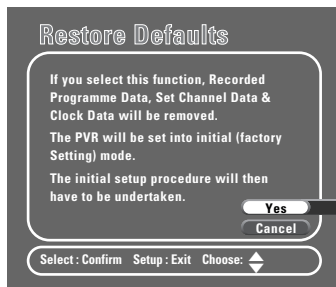 Restore Defaults
If you select this function, Recorded
Programme Data, Set Channel Data &
Clock Data will be removed.
The PVR will be set into initial (factory
Setting) mode.
The initial setup procedure will then
have to be undertaken.
Yes
Cancel
Select : Confirm Setup : Exit Choose: